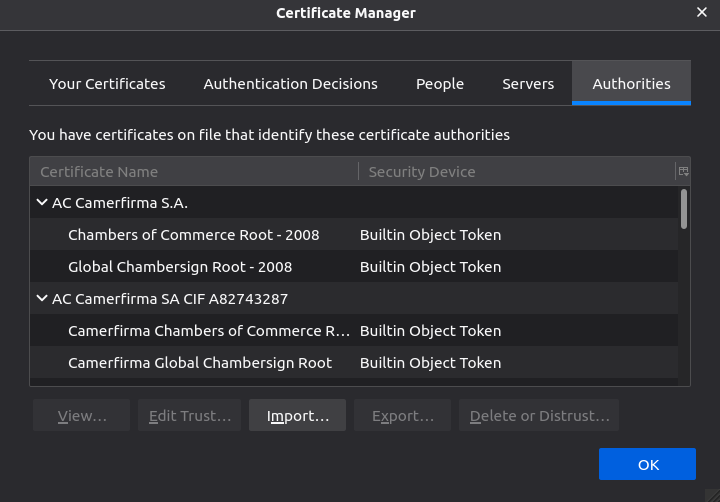 Certificate Manager
Your Certificates Authentication Decisions People Servers Authorities
You have certificates on file that identify these certificate authorities
Certificate Name Security Device
AC Camerfirma S.A.
Chambers of Commerce Root - 2008 Builtin Object Token
Global Chambersign Root - 2008 Builtin Object Token
AC Camerfirma SA CIF A82743287
Camerfirma Chambers of Commerce R... Builtin Object Token
Camerfirma Global Chambersign Root Builtin Object Token
View... Edit Trust... Import... Export... Delete or Distrust...
OK